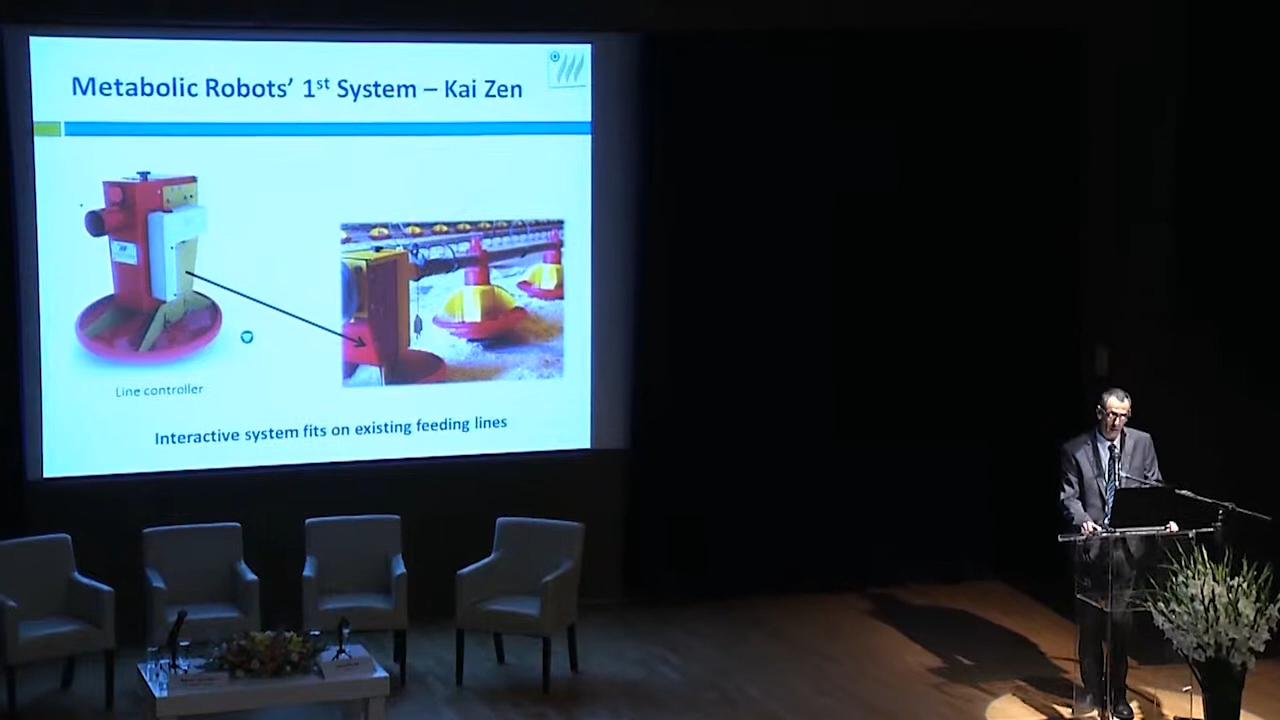 Metabolic Robots’ 1st System – Kai Zen
Line controller
Interactive system fits on existing feeding lines